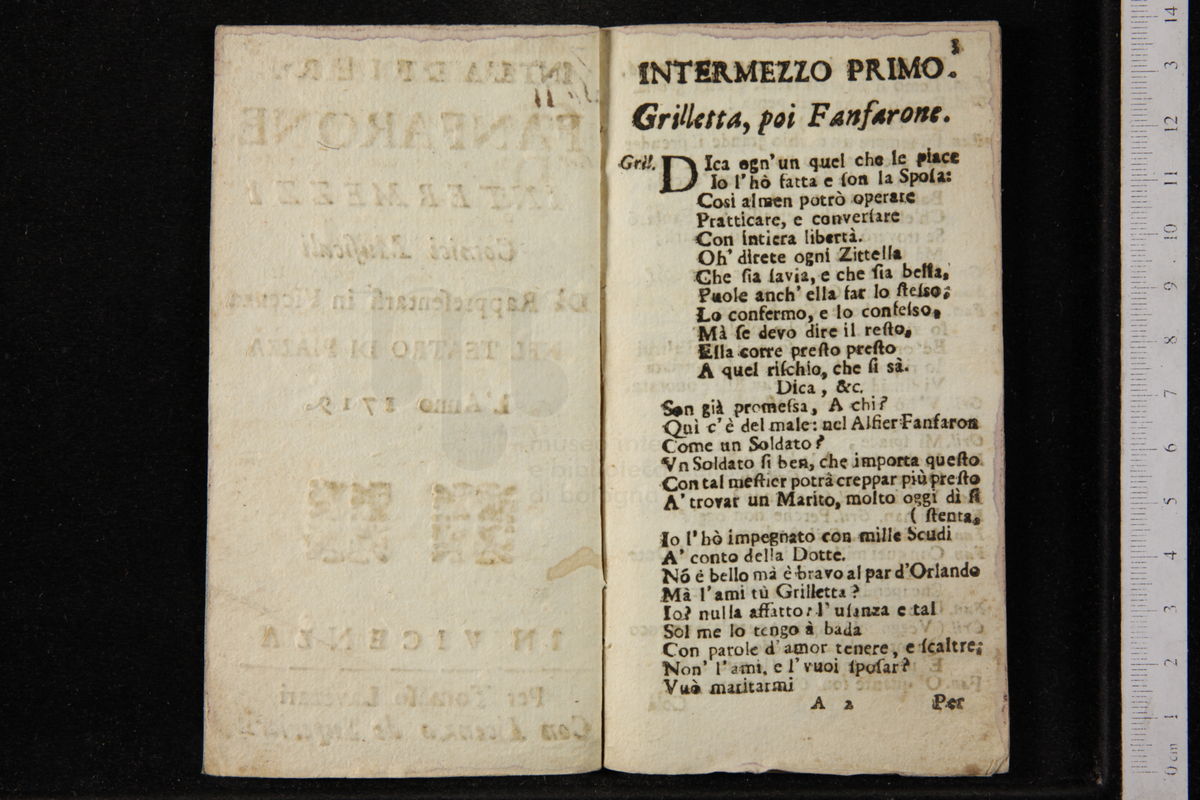 3
INTERMEZZO PRIMO.
Grilletta, poi Fanfarone.
Gril. DIca ogn'un quel che le piace
Io l'hò fatta e son la Sposa:
Cosi almen potrò operare
Pratticare, e conversare
Con intiera libertà.
Oh' direte ogni Zittella
Che sia savia, e che sia bella,
Puole anch' ella far lo stesso;
Lo confermo, e lo confesso,
Mà se devo dire il resto,
Ella corre presto presto
A quel rischio, che si sà.
Dica, &c.
Son già promessa, A chi?
Quì c'è del male: nel Alfier Fanfaron
Come un Soldato?
Vn Soldato si ben, che importa questo
Con tal mestier potrà creppar più presto
A' trovar un Marito, molto oggi dì si
( stenta,
Io l'hò impegnato con mille Scudi
A' conto della Dotte.
Nó è bello mà è bravo al par d'Orlando
Mà l'ami tù Grilletta?
Io? nulla affatto: l'usanza e tal
Sol me lo tengo à bada
Con parole d'amor tenere, e scaltre;
Non' l'ami, e l'vuoi sposar?
Vuò maritarmi
A 2 Per